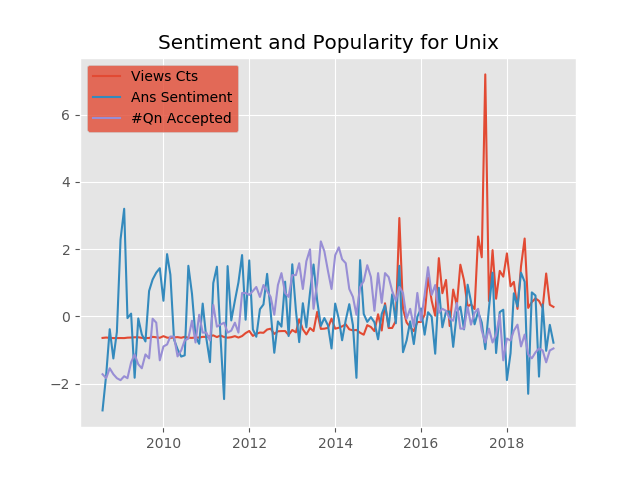 Sentiment and Popularity for Unix
Views Cts
Ans Sentiment
#Qn Accepted
6
4
2
0
−2
2010 2012 2014 2016 2018